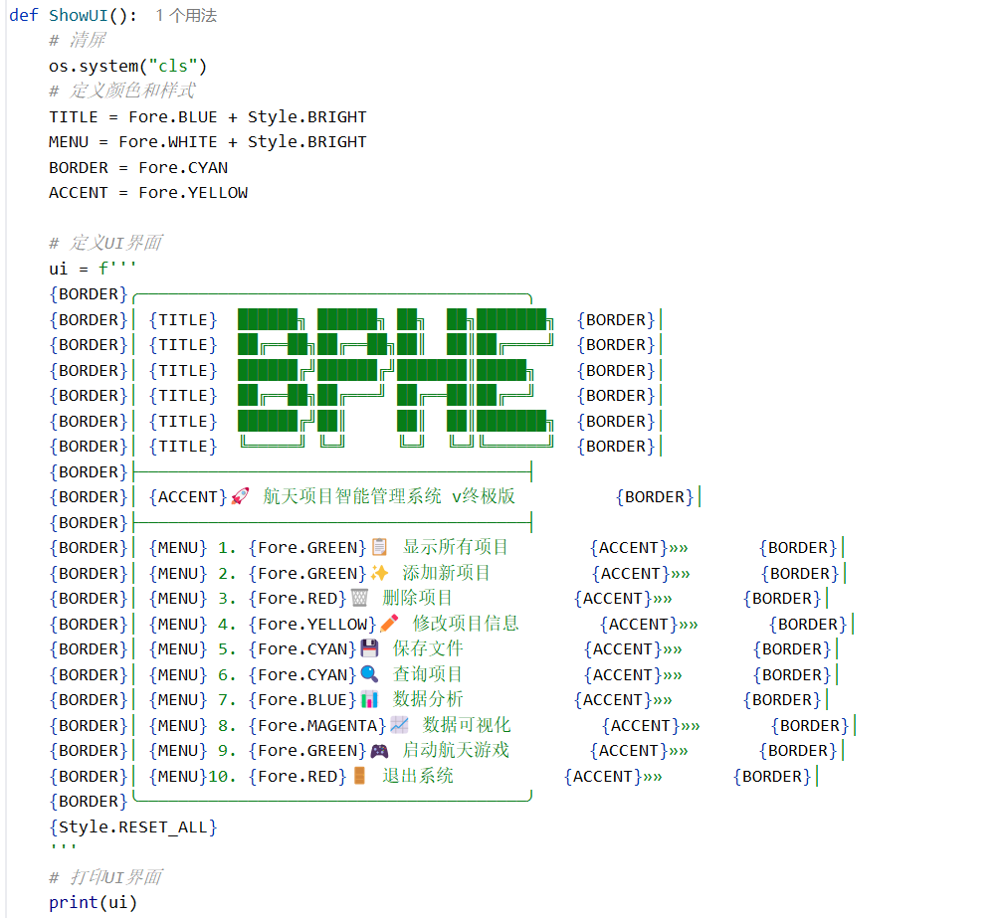 def ShowUI():  1 个用法
    # 清屏
    os.system("cls")
    # 定义颜色和样式
    TITLE = Fore.BLUE + Style.BRIGHT
    MENU = Fore.WHITE + Style.BRIGHT
    BORDER = Fore.CYAN
    ACCENT = Fore.YELLOW

    # 定义UI界面
    ui = f'''
    {BORDER}╭────────────────────────────────────────╮
    {BORDER}│ {TITLE}  ██████╗ ██████╗ ██╗  ██╗███████╗  {BORDER}│
    {BORDER}│ {TITLE}  ██╔══██╗██╔══██╗██║  ██║██╔════╝  {BORDER}│
    {BORDER}│ {TITLE}  ██████╔╝██████╔╝███████║█████╗    {BORDER}│
    {BORDER}│ {TITLE}  ██╔══██╗██╔═══╝ ██╔══██║██╔══╝    {BORDER}│
    {BORDER}│ {TITLE}  ██████╔╝██║     ██║  ██║███████╗  {BORDER}│
    {BORDER}│ {TITLE}  ╚═════╝ ╚═╝     ╚═╝  ╚═╝╚══════╝  {BORDER}│
    {BORDER}├────────────────────────────────────────┤
    {BORDER}│ {ACCENT}🚀 航天项目智能管理系统 v终极版          {BORDER}│
    {BORDER}├────────────────────────────────────────┤
    {BORDER}│ {MENU} 1. {Fore.GREEN}📋 显示所有项目        {ACCENT}»»       {BORDER}│
    {BORDER}│ {MENU} 2. {Fore.GREEN}✨ 添加新项目          {ACCENT}»»       {BORDER}│
    {BORDER}│ {MENU} 3. {Fore.RED}🗑️ 删除项目            {ACCENT}»»       {BORDER}│
    {BORDER}│ {MENU} 4. {Fore.YELLOW}✏️ 修改项目信息        {ACCENT}»»       {BORDER}│
    {BORDER}│ {MENU} 5. {Fore.CYAN}💾 保存文件            {ACCENT}»»       {BORDER}│
    {BORDER}│ {MENU} 6. {Fore.CYAN}🔍 查询项目            {ACCENT}»»       {BORDER}│
    {BORDER}│ {MENU} 7. {Fore.BLUE}📊 数据分析           {ACCENT}»»       {BORDER}│
    {BORDER}│ {MENU} 8. {Fore.MAGENTA}📈 数据可视化         {ACCENT}»»       {BORDER}│
    {BORDER}│ {MENU} 9. {Fore.GREEN}🎮 启动航天游戏        {ACCENT}»»       {BORDER}│
    {BORDER}│ {MENU}10. {Fore.RED}🚪 退出系统           {ACCENT}»»       {BORDER}│
    {BORDER}╰────────────────────────────────────────╯
    {Style.RESET_ALL}
    '''
    # 打印UI界面
    print(ui)